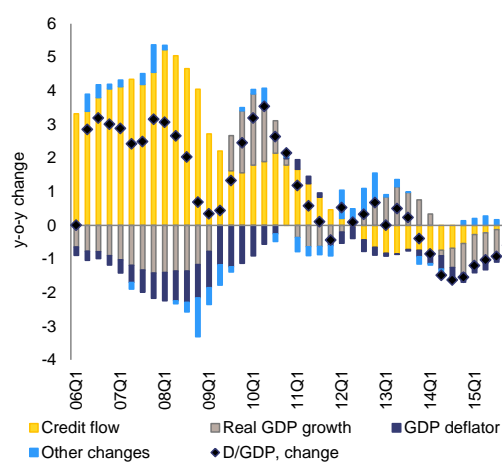 6
5
4
3
2
1
0
-1
-2
-3
-4
y-o-y change
06Q1 07Q1 08Q1 09Q1 10Q1 11Q1 12Q1 13Q1 14Q1 15Q1
Credit flow Real GDP growth GDP deflator
Other changes D/GDP, change